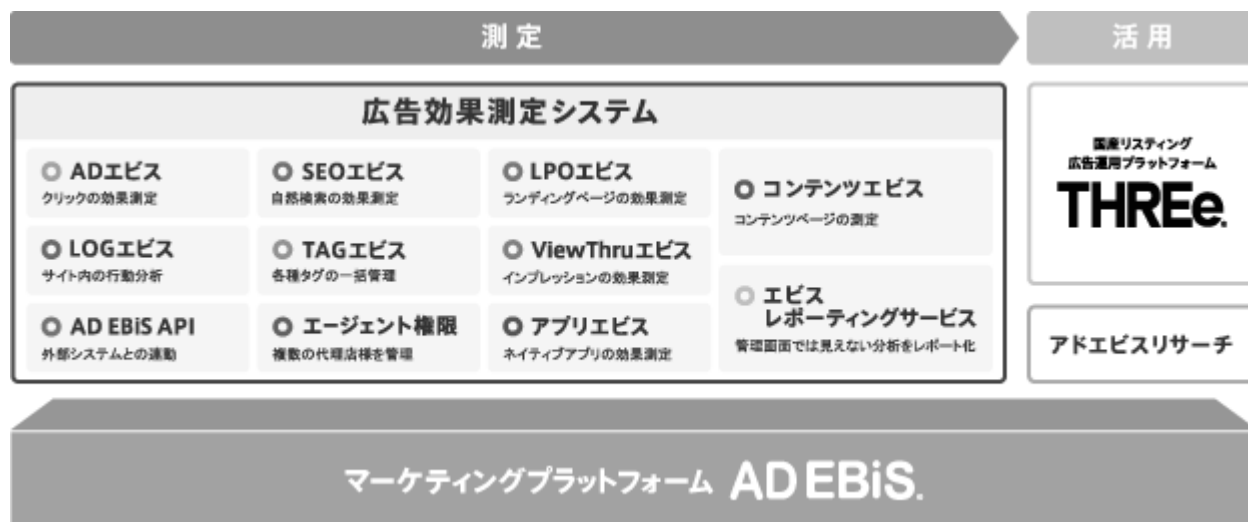 測定
活用
広告効果測定システム
ADエビス
クリックの効果測定
SEOエビス
自然検索の効果測定
LPOエビス
ランディングページの効果測定
コンテンツエビス
コンテンツページの測定
LOGエビス
サイト内の行動分析
TAGエビス
各種タグの一括管理
ViewThruエビス
インプレッションの効果測定
エビス
レポーティングサービス
管理画面では見えない分析をレポート化
AD EBiS API
外部システムとの連動
エージェント権限
複数の代理店様を管理
アプリエビス
ネイティブアプリの効果測定
国産リスティング
広告運用プラットフォーム
THREe.
アドエビスリサーチ
マーケティングプラットフォーム AD EBiS.